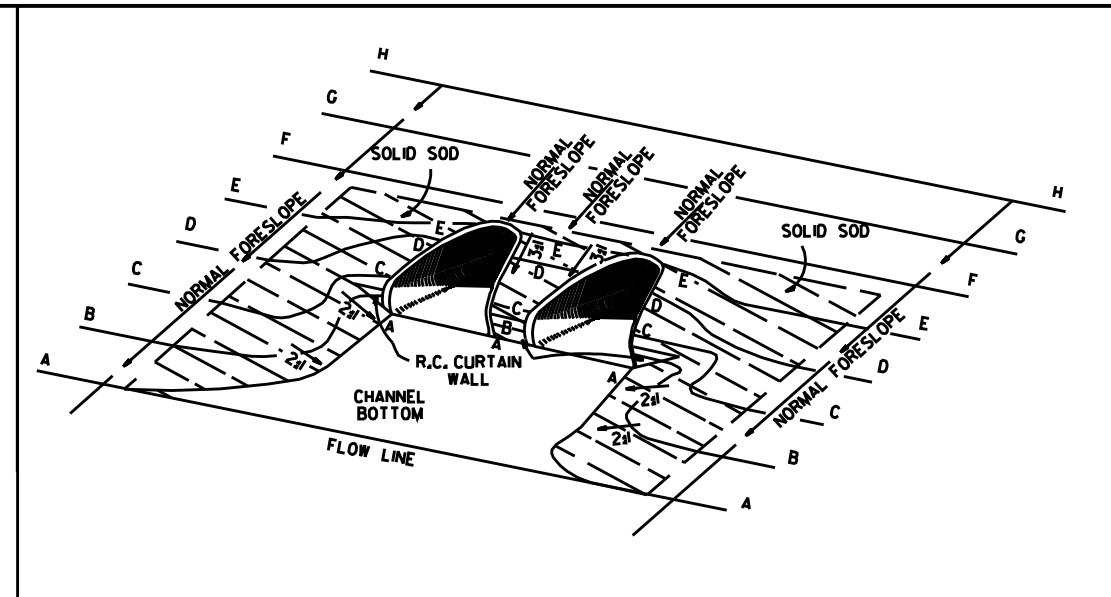 H
G
F
SOLID SOD
E
D
C
B
A
NORMAL FORESLOPE
NORMAL
FORESLOPE
NORMAL
FORESLOPE
NORMAL
FORESLOPE
H
G
F
E
D
C
B
A
SOLID SOD
NORMAL FORESLOPE
E
D
C
A
3:1
E
D
C
B
A
3:1
E
D
C
A
2:1
2:1
2:1
2:1
R.C. CURTAIN
WALL
CHANNEL
BOTTOM
FLOW LINE